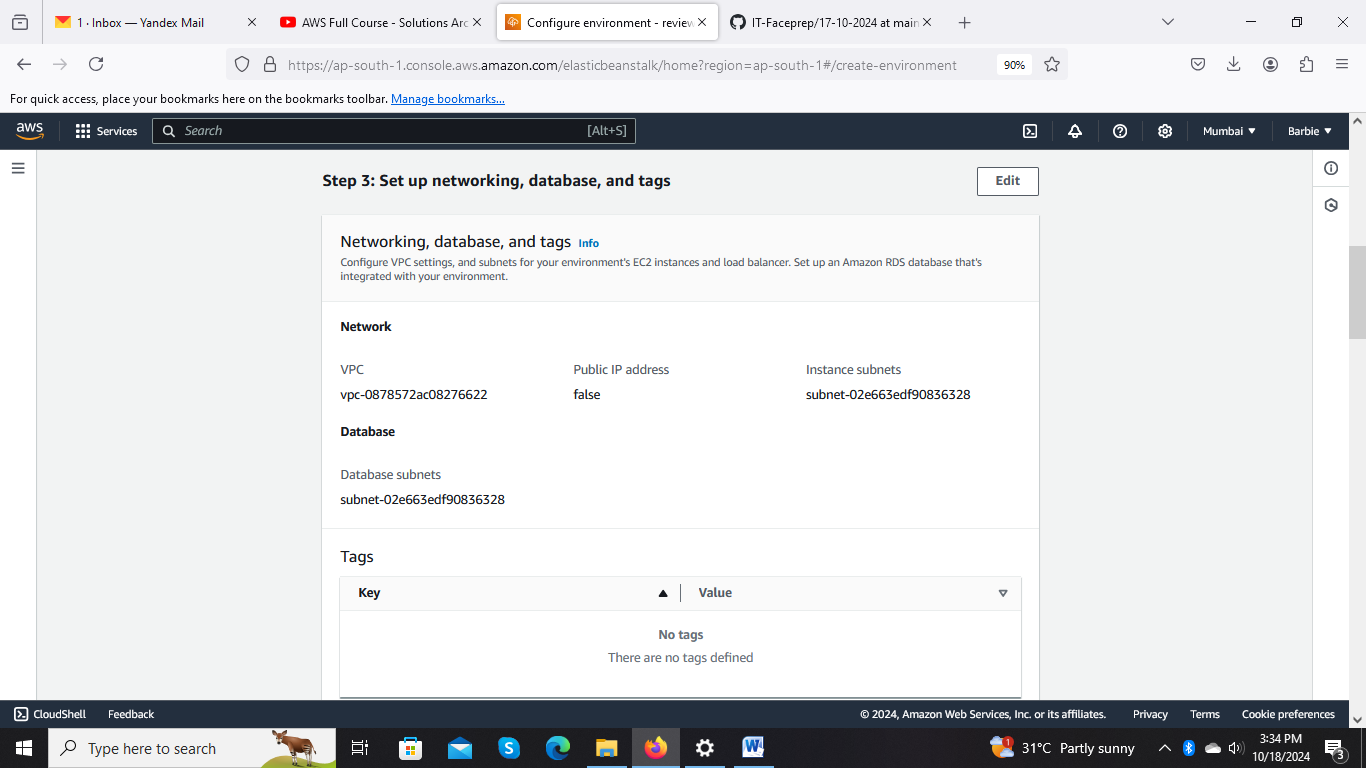 1 · Inbox — Yandex Mail
AWS Full Course - Solutions Arc
Configure environment - review
IT-Faceprep/17-10-2024 at main
https://ap-south-1.console.aws.amazon.com/elasticbeanstalk/home?region=ap-south-1#/create-environment
90%
For quick access, place your bookmarks here on the bookmarks toolbar. Manage bookmarks...
aws
Services
Search
[Alt+S]
Mumbai
Barbie
Step 3: Set up networking, database, and tags
Edit
Networking, database, and tags Info
Configure VPC settings, and subnets for your environment's EC2 instances and load balancer. Set up an Amazon RDS database that's
integrated with your environment.
Network
VPC
Public IP address
Instance subnets
vpc-0878572ac08276622
false
subnet-02e663edf90836328
Database
Database subnets
subnet-02e663edf90836328
Tags
Key
Value
No tags
There are no tags defined
CloudShell
Feedback
© 2024, Amazon Web Services, Inc. or its affiliates.
Privacy
Terms
Cookie preferences
Type here to search
1
31°C Partly sunny
3:34 PM
10/18/2024
3